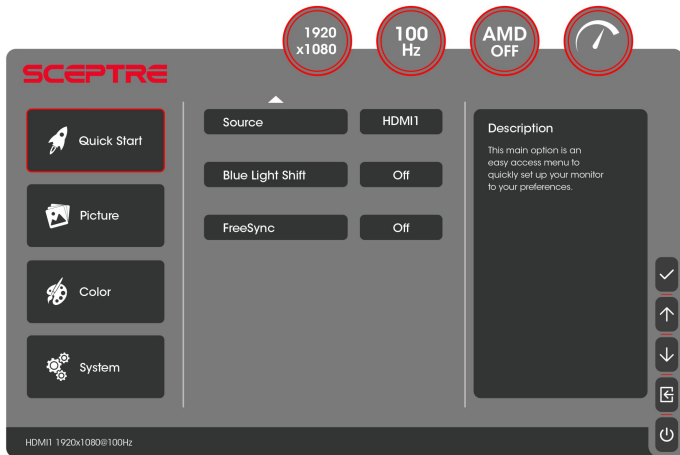 1920
x1080
100
Hz
AMD
OFF
SCEPTRE
Quick Start
Picture
Color
System
Source
HDMI1
Blue Light Shift
Off
FreeSync
Off
Description
This main option is an
easy access menu to
quickly set up your monitor
to your preferences.
HDMI1 1920x1080@100Hz